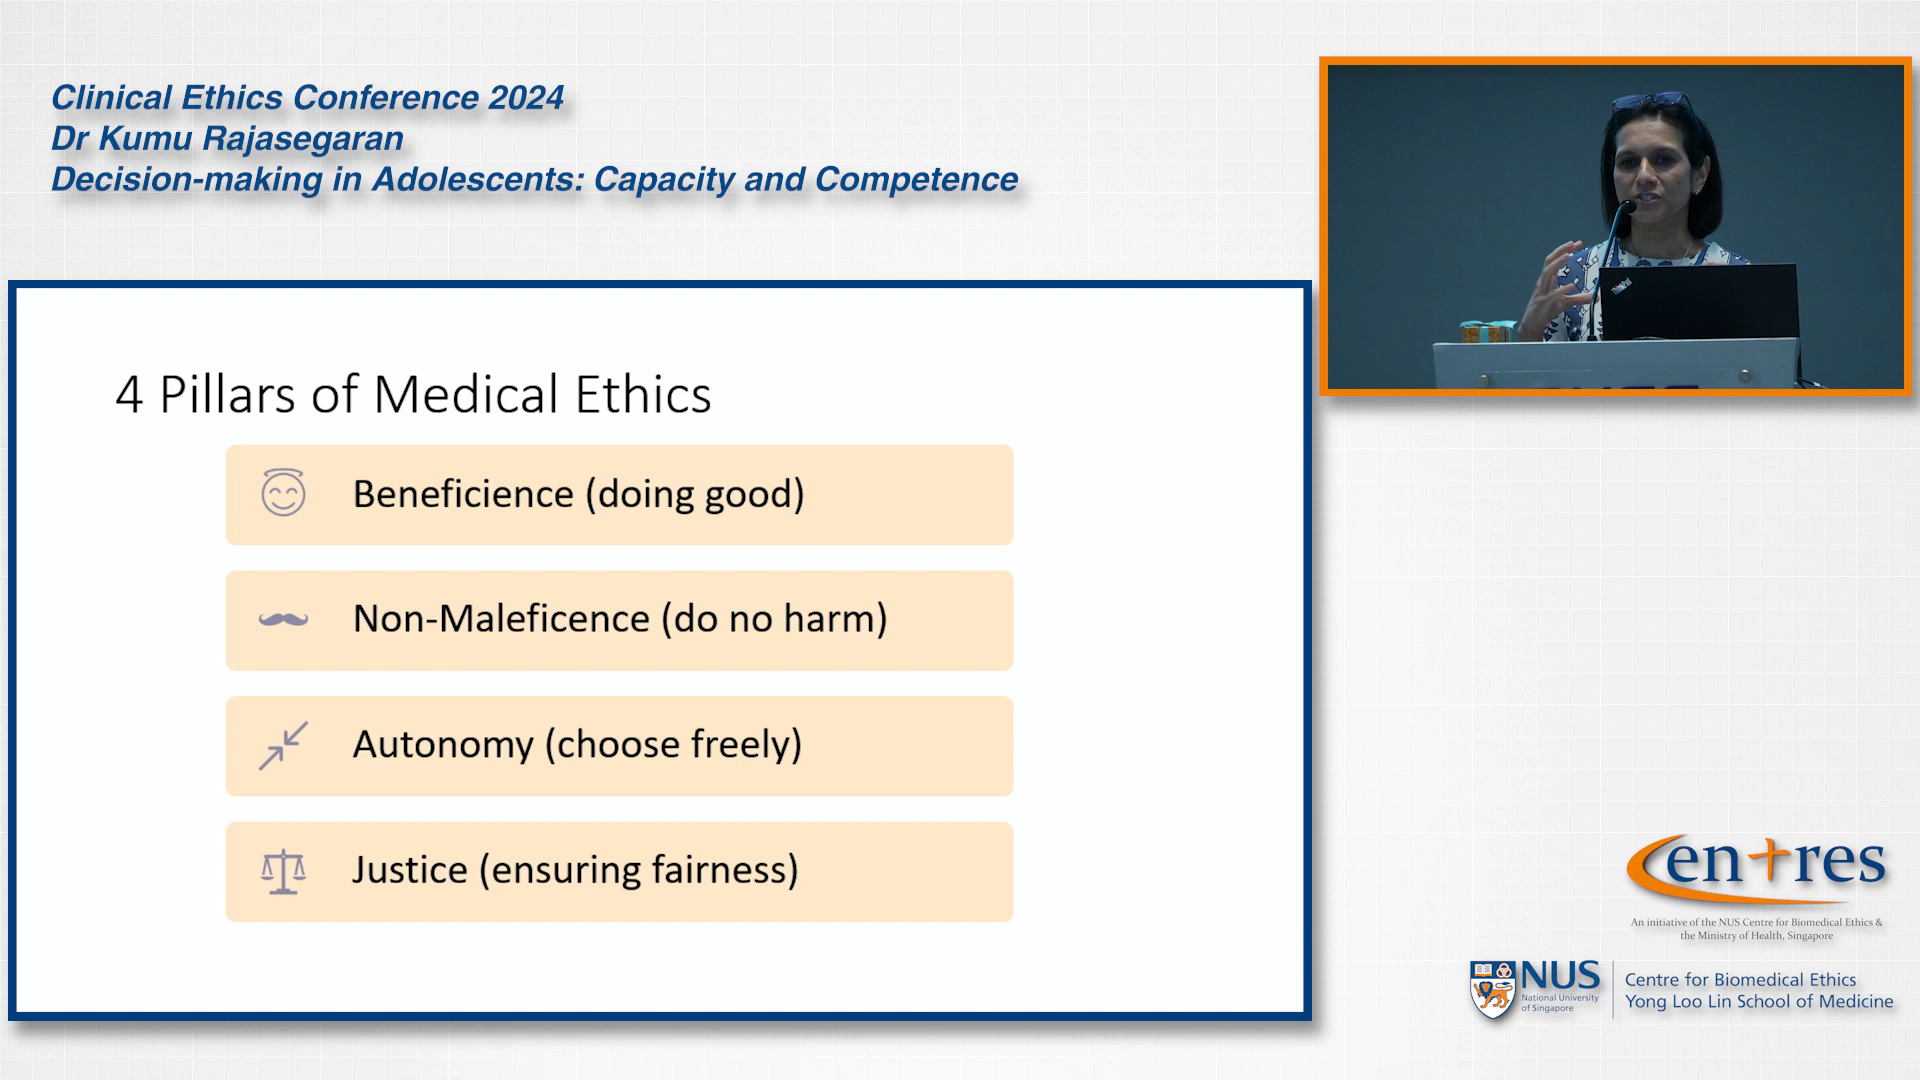 Clinical Ethics Conference 2024
Dr Kumu Rajasegaran
Decision-making in Adolescents: Capacity and Competence
4 Pillars of Medical Ethics
Beneficience (doing good)
Non-Maleficence (do no harm)
Autonomy (choose freely)
Justice (ensuring fairness)
ThinkPad
Centres
An initiative of the NUS Centre for Biomedical Ethics &
the Ministry of Health, Singapore
NUS
National University
of Singapore
Centre for Biomedical Ethics
Yong Loo Lin School of Medicine